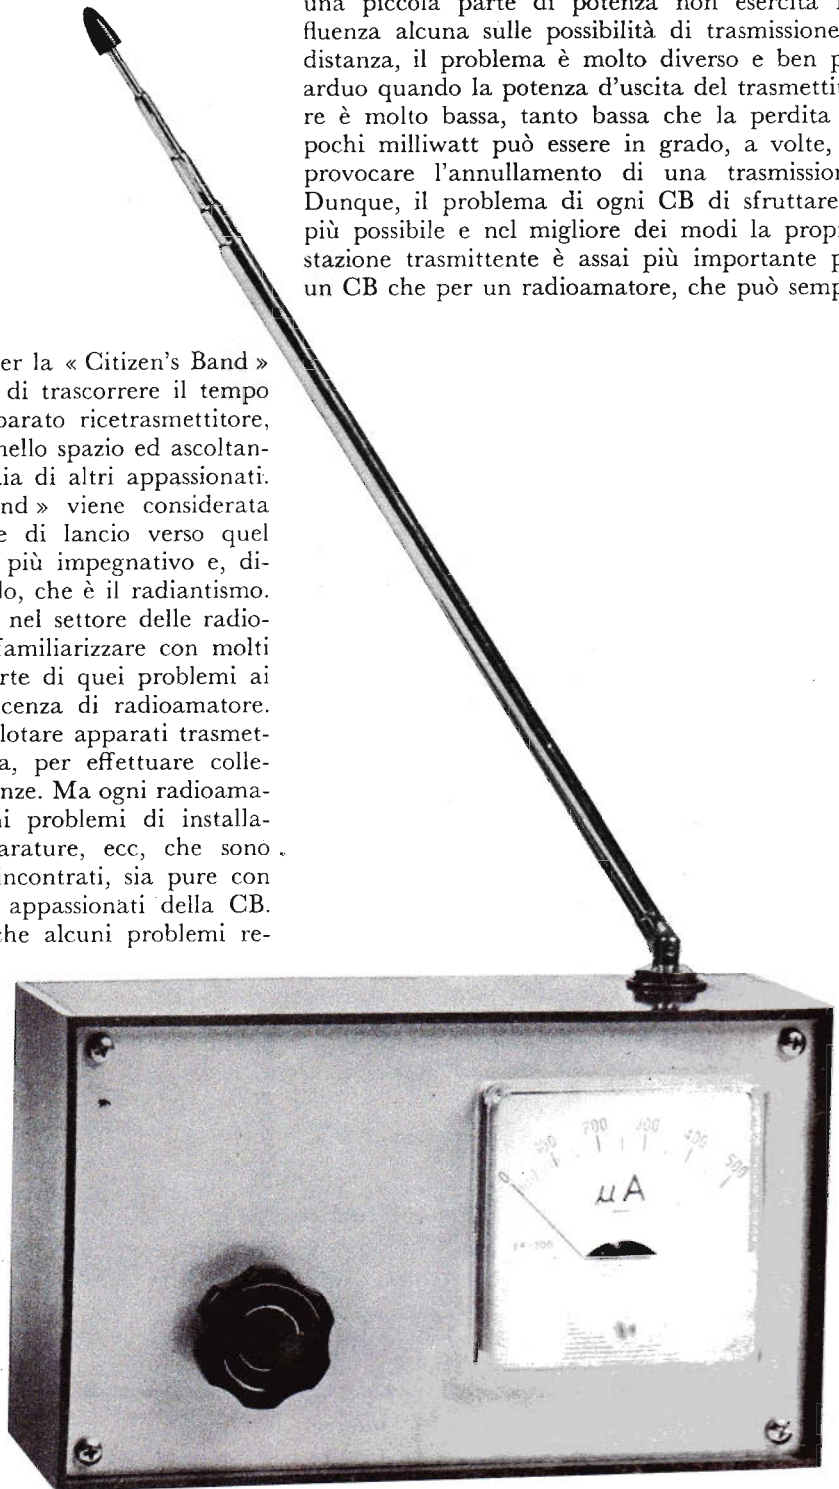 una piccola parte di potenza non esercita
fluenza alcuna sulle possibilità di trasmissione
distanza, il problema è molto diverso e ben
arduo quando la potenza d'uscita del trasmetti
re è molto bassa, tanto bassa che la perdita
pochi milliwatt può essere in grado, a volte,
provocare l'annullamento di una trasmission
Dunque, il problema di ogni CB di sfruttare
più possibile e nel migliore dei modi la prop
stazione trasmittente è assai più importante p
un CB che per un radioamatore, che può semp
er la « Citizen's Band »
di trascorrere il tempo
parato ricetrasmettitore,
nello spazio ed ascoltan-
ia di altri appassionati.
nd » viene considerata
e di lancio verso quel
più impegnativo e, di-
lo, che è il radiantismo.
nel settore delle radio-
familiarizzare con molti
rte di quei problemi ai
cenza di radioamatore.
lotare apparati trasmet-
a, per effettuare colle-
nze. Ma ogni radioama-
ni problemi di installa-
arature, ecc, che sono
incontrati, sia pure con
appassionati della CB.
che alcuni problemi re-
0 100 200 300 400 500
μA